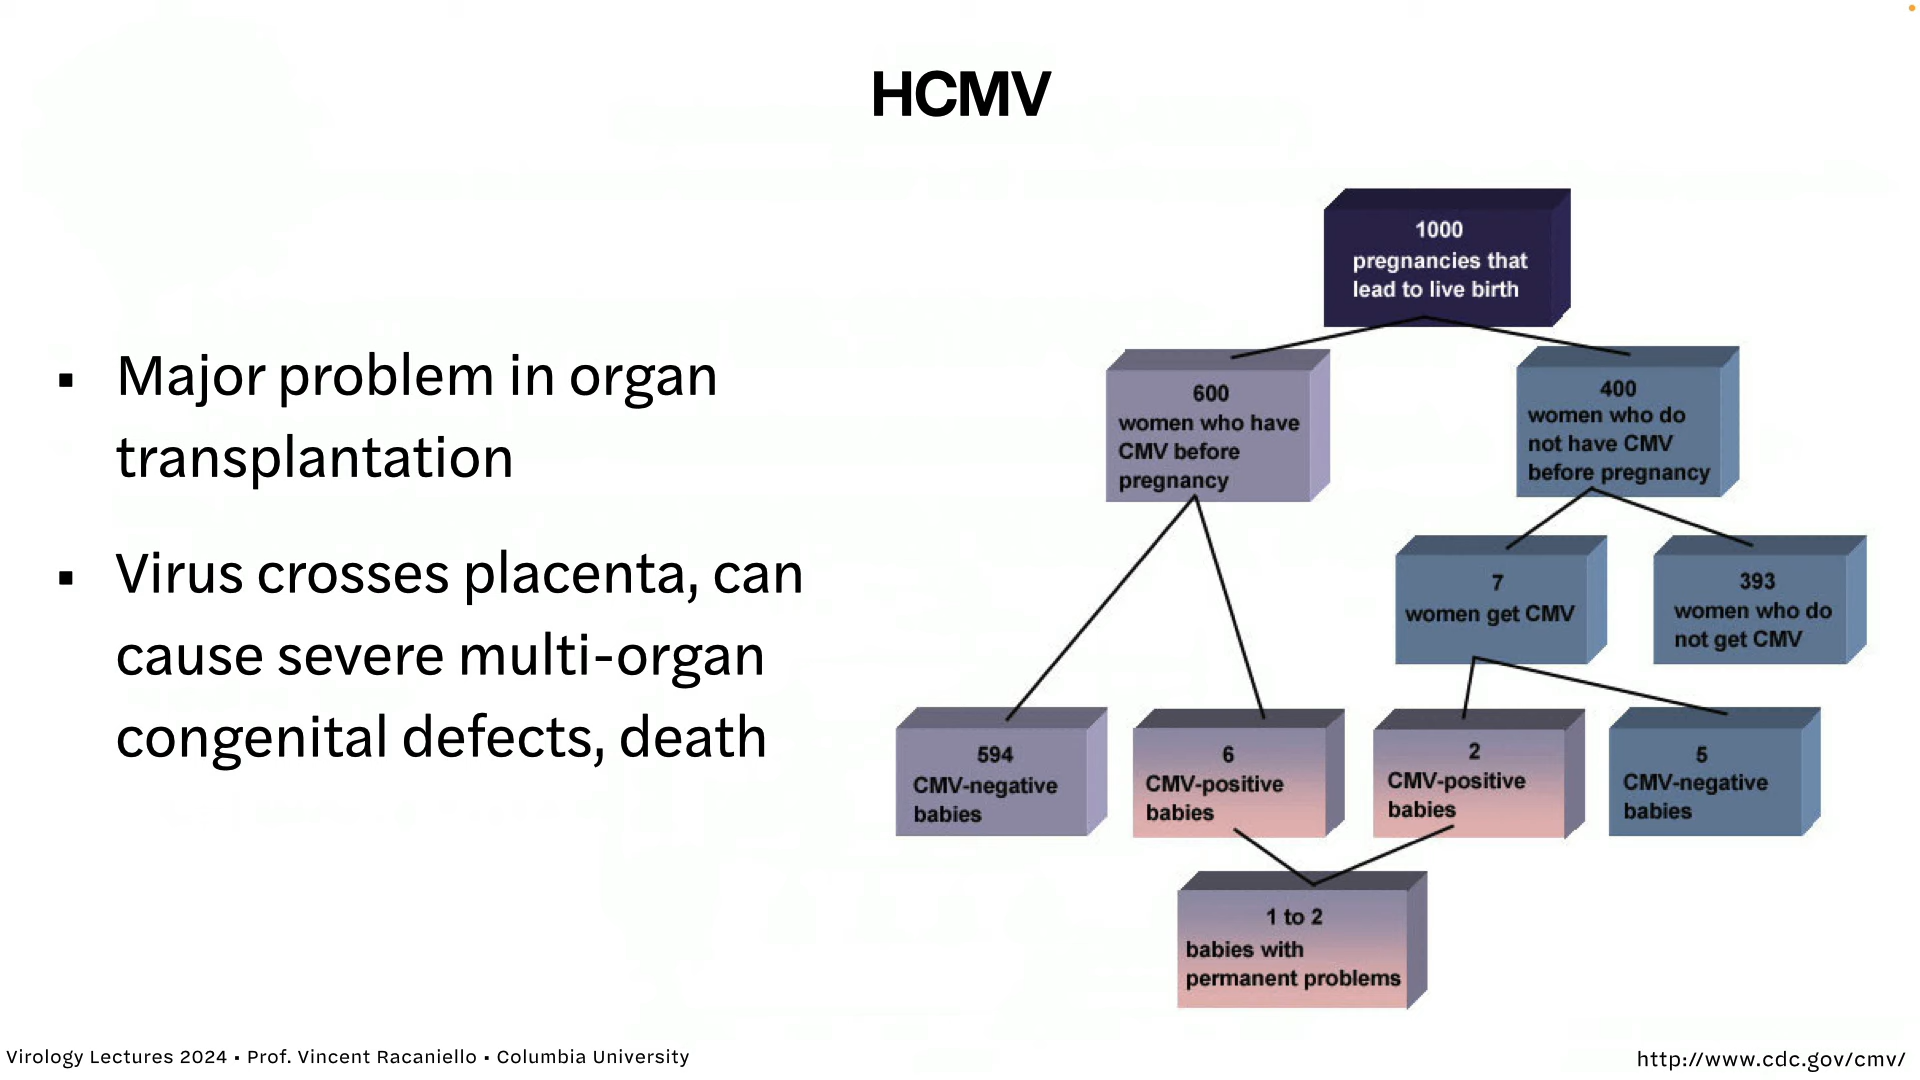 HCMV
▪ Major problem in organ
transplantation
▪ Virus crosses placenta, can
cause severe multi-organ
congenital defects, death
1000
pregnancies that
lead to live birth
600
women who have
CMV before
pregnancy
400
women who do
not have CMV
before pregnancy
7
women get CMV
393
women who do
not get CMV
594
CMV-negative
babies
6
CMV-positive
babies
2
CMV-positive
babies
5
CMV-negative
babies
1 to 2
babies with
permanent problems
Virology Lectures 2024 • Prof. Vincent Racaniello • Columbia University
http://www.cdc.gov/cmv/